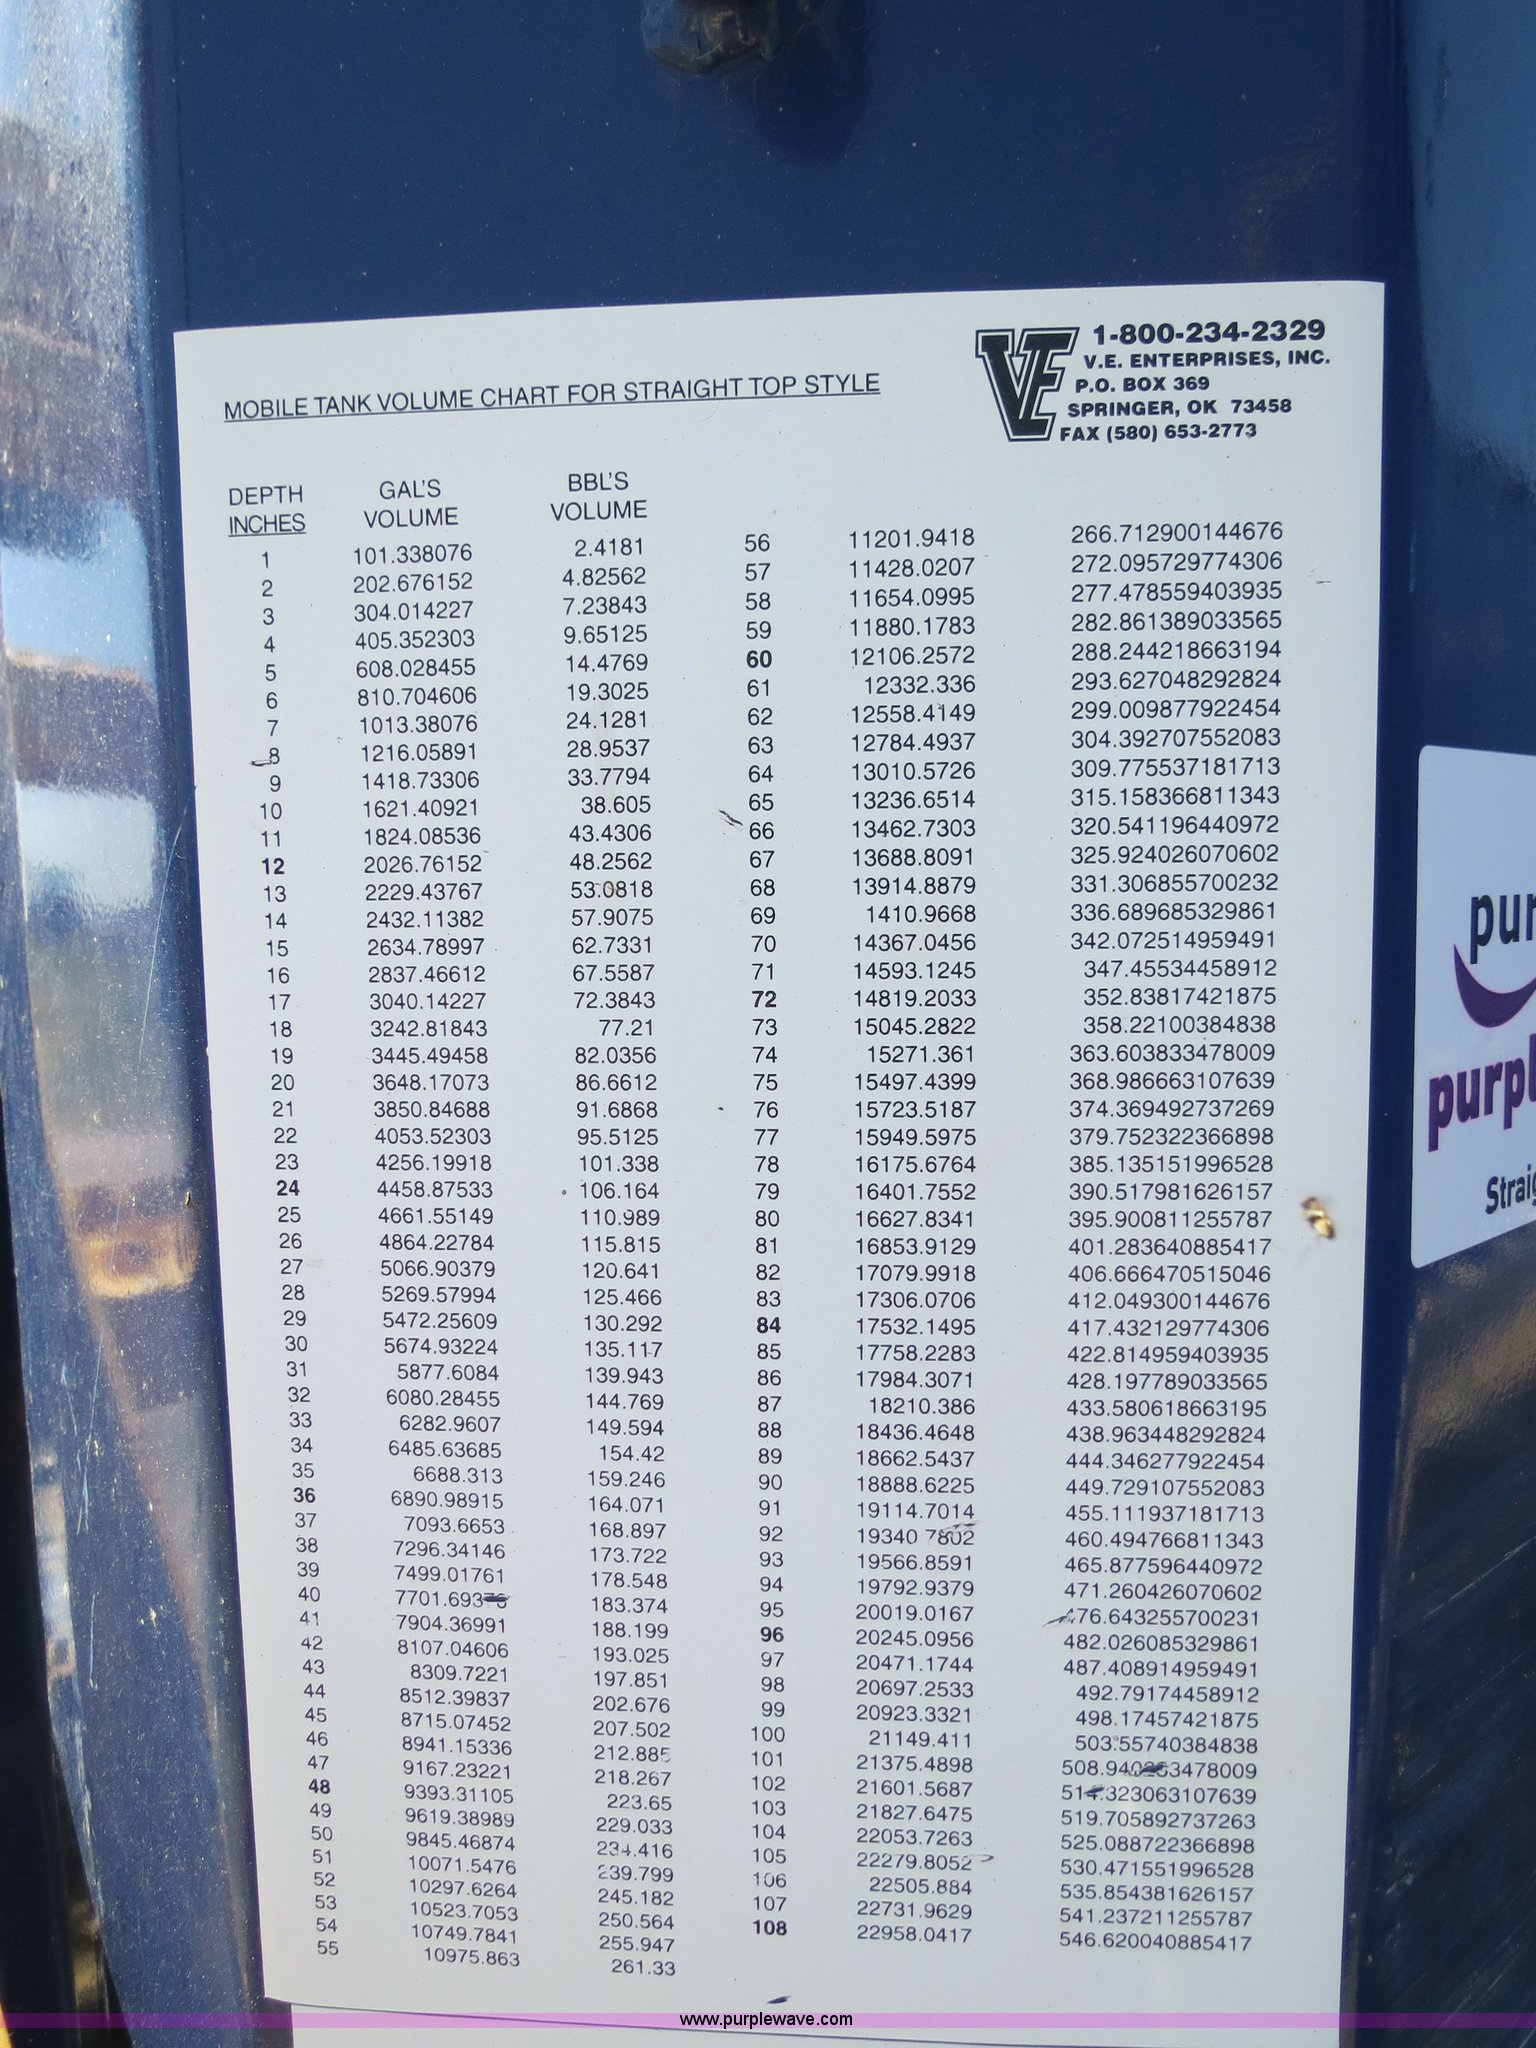 1-800-234-2329
V.E. ENTERPRISES, INC.
P.O. BOX 369
SPRINGER, OK 73458
FAX (580) 653-2773
VE
MOBILE TANK VOLUME CHART FOR STRAIGHT TOP STYLE
DEPTH INCHES GAL'S VOLUME BBL'S VOLUME
1 101.338076 2.4181
2 202.676152 4.82562
3 304.014227 7.23843
4 405.352303 9.65125
5 608.028455 14.4769
6 810.704606 19.3025
7 1013.38076 24.1281
8 1216.05891 28.9537
9 1418.73306 33.7794
10 1621.40921 38.605
11 1824.08536 43.4306
12 2026.76152 48.2562
13 2229.43767 53.0818
14 2432.11382 57.9075
15 2634.78997 62.7331
16 2837.46612 67.5587
17 3040.14227 72.3843
18 3242.81843 77.21
19 3445.49458 82.0356
20 3648.17073 86.6612
21 3850.84688 91.6868
22 4053.52303 95.5125
23 4256.19918 101.338
24 4458.87533 106.164
25 4661.55149 110.989
26 4864.22784 115.815
27 5066.90379 120.641
28 5269.57994 125.466
29 5472.25609 130.292
30 5674.93224 135.117
31 5877.6084 139.943
32 6080.28455 144.769
33 6282.9607 149.594
34 6485.63685 154.42
35 6688.313 159.246
36 6890.98915 164.071
37 7093.6653 168.897
38 7296.34146 173.722
39 7499.01761 178.548
40 183.374
41 7904.36991 188.199
42 8107.04606 193.025
43 8309.7221 197.851
44 8512.39837 202.676
45 8715.07452 207.502
46 8941.15336 212.885
47 9167.23221 218.267
48 9393.31105 223.65
49 9619.38989 229.033
50 9845.46874 234.416
51 10071.5476 239.799
52 10297.6264 245.182
53 10523.7053 250.564
54 10749.7841 255.947
55 10975.863 261.33
56 11201.9418 266.712900144676
57 11428.0207 272.095729774306
58 11654.0995 277.478559403935
59 11880.1783 282.861389033565
60 12106.2572 288.244218663194
61 12332.336 293.627048292824
62 12558.4149 299.009877922454
63 12784.4937 304.392707552083
64 13010.5726 309.775537181713
65 13236.6514 315.158366811343
66 13462.7303 320.541196440972
67 13688.8091 325.924026070602
68 13914.8879 331.306855700232
69 1410.9668 336.689685329861
70 14367.0456 342.072514959491
71 14593.1245 347.45534458912
72 14819.2033 352.83817421875
73 15045.2822 358.22100384838
74 15271.361 363.603833478009
75 15497.4399 368.986663107639
76 15723.5187 374.369492737269
77 15949.5975 379.752322366898
78 16175.6764 385.135151996528
79 16401.7552 390.517981626157
80 16627.8341 395.900811255787
81 16853.9129 401.283640885417
82 17079.9918 406.666470515046
83 17306.0706 412.049300144676
84 17532.1495 417.432129774306
85 17758.2283 422.814959403935
86 17984.3071 428.197789033565
87 18210.386 433.580618663195
88 18436.4648 438.963448292824
89 18662.5437 444.346277922454
90 18888.6225 449.729107552083
91 19114.7014 455.111937181713
92 19340.7802 460.494766811343
93 19566.8591 465.877596440972
94 19792.9379 471.260426070602
95 20019.0167 476.643255700231
96 20245.0956 482.026085329861
97 20471.1744 487.408914959491
98 20697.2533 492.79174458912
99 20923.3321 498.17457421875
100 21149.411 503.55740384838
101 21375.4898
102 21601.5687 514.323063107639
103 21827.6475 519.705892737263
104 22053.7263 525.088722366898
105 22279.8052 530.471551996528
106 22505.884 535.854381626157
107 22731.9629 541.237211255787
108 22958.0417 546.620040885417
pur
purpl
Straig
www.purplewave.com